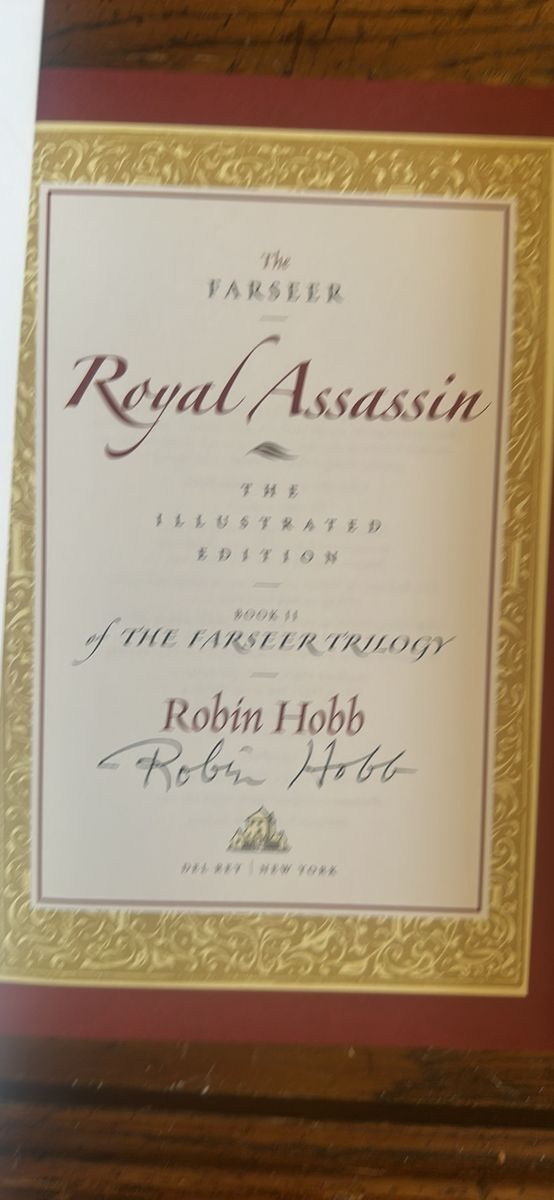 The
FARSEER
Royal Assassin
THE
ILLUSTRATED
EDITION
BOOK II
of THE FARSEER TRILOGY
Robin Hobb
Robin Hobb
DEL REY | NEW YORK